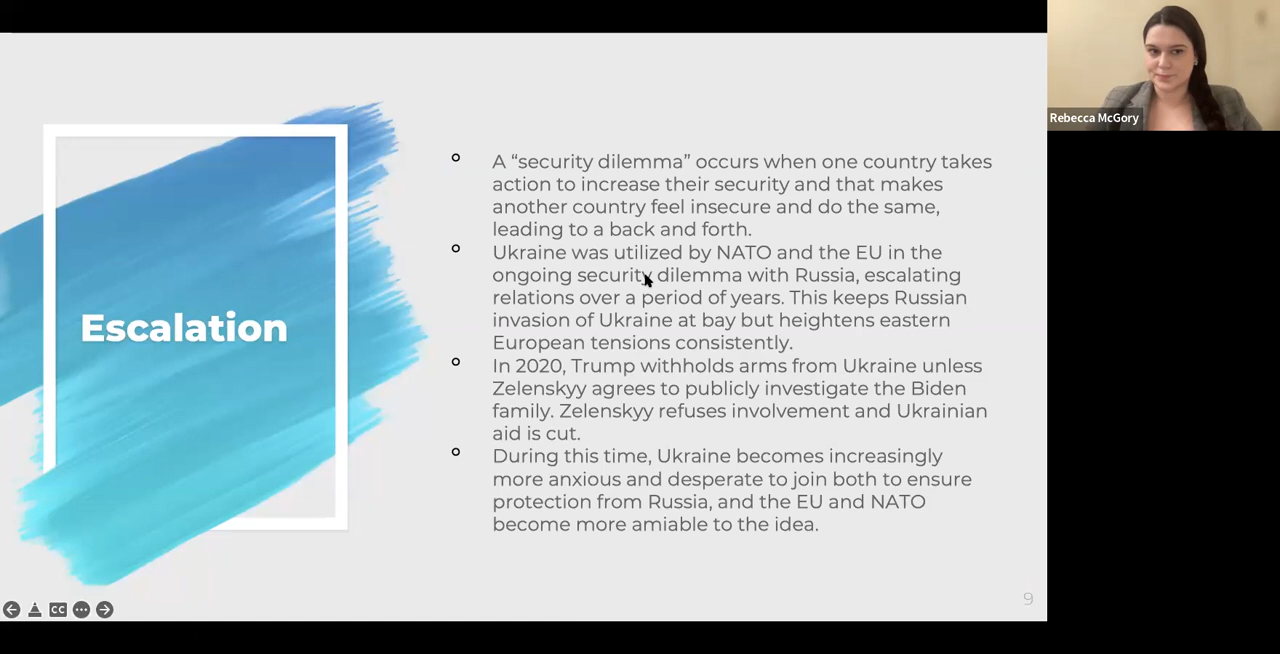 Rebecca McGory
Escalation
A “security dilemma” occurs when one country takes
action to increase their security and that makes
another country feel insecure and do the same,
leading to a back and forth.
Ukraine was utilized by NATO and the EU in the
ongoing security dilemma with Russia, escalating
relations over a period of years. This keeps Russian
invasion of Ukraine at bay but heightens eastern
European tensions consistently.
In 2020, Trump withholds arms from Ukraine unless
Zelenskyy agrees to publicly investigate the Biden
family. Zelenskyy refuses involvement and Ukrainian
aid is cut.
During this time, Ukraine becomes increasingly
more anxious and desperate to join both to ensure
protection from Russia, and the EU and NATO
become more amiable to the idea.
9
CC